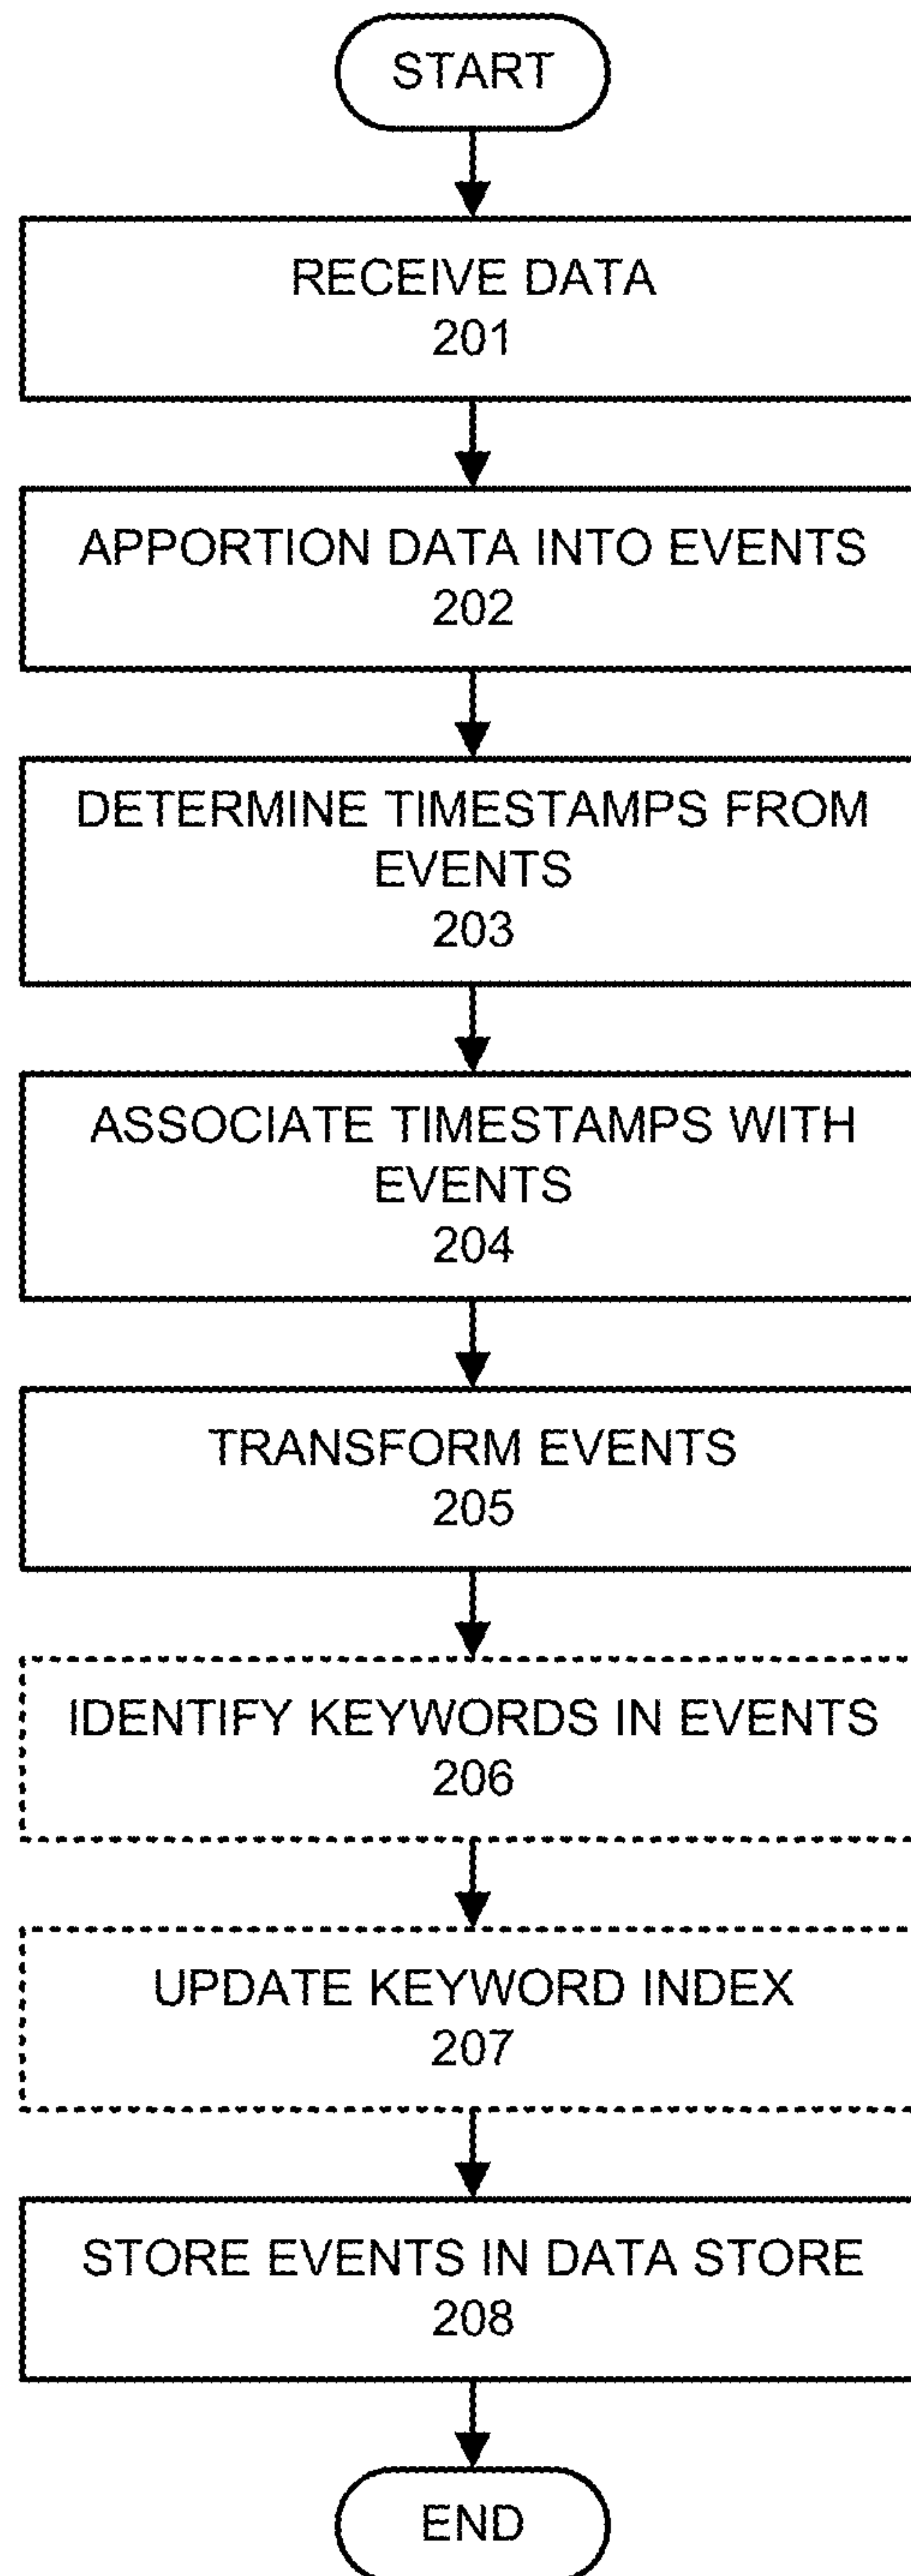 START
RECEIVE DATA
201
APPORTION DATA INTO EVENTS
202
DETERMINE TIMESTAMPS FROM
EVENTS
203
ASSOCIATE TIMESTAMPS WITH
EVENTS
204
TRANSFORM EVENTS
205
IDENTIFY KEYWORDS IN EVENTS
206
UPDATE KEYWORD INDEX
207
STORE EVENTS IN DATA STORE
208
END